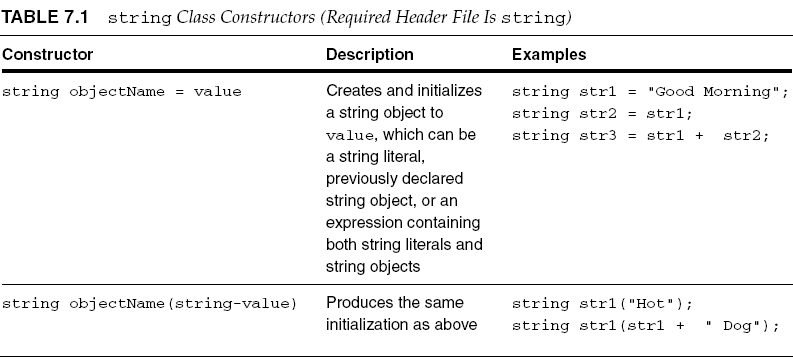 TABLE 7.1 string Class Constructors (Required Header File Is string)
Constructor Description Examples
string objectName = value
Creates and initializes
a string object to
value, which can be
a string literal,
previously declared
string object, or an
expression containing
both string literals and
string objects
string str1 = "Good Morning";
string str2 = str1;
string str3 = str1 + str2;
string objectName(string-value)
Produces the same
initialization as above
string str1("Hot");
string str1(str1 + " Dog");